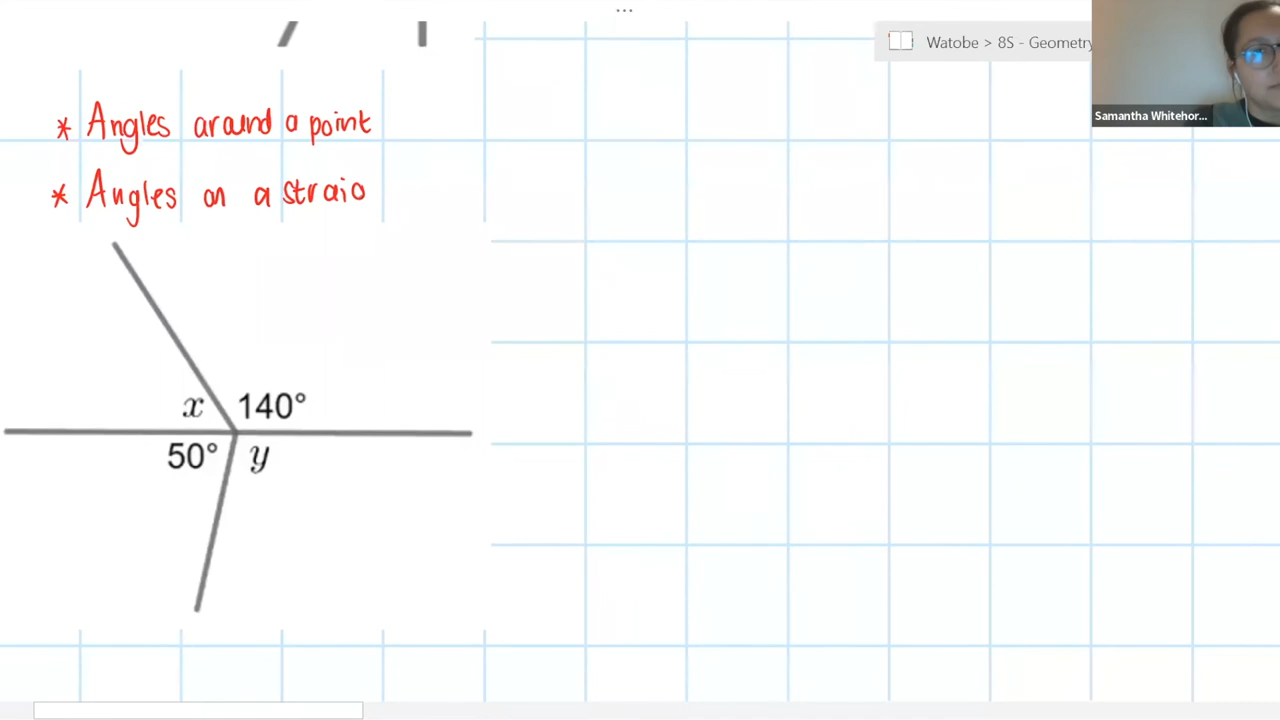 ...
Watobe > 8S - Geometry
Samantha Whitehor...
* Angles around a point
* Angles on a straig
x 140°
50° y